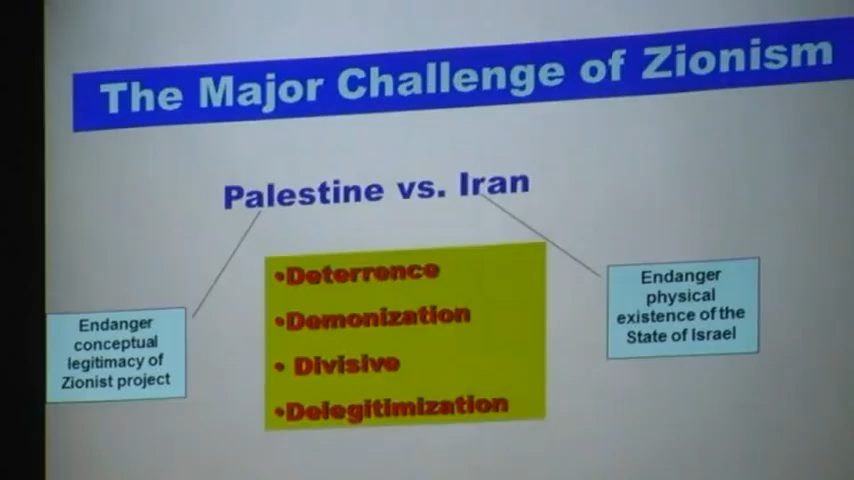 The Major Challenge of Zionism
Palestine vs. Iran
•Deterrence
•Demonization
• Divisive
•Delegitimization
Endanger
conceptual
legitimacy of
Zionist project
Endanger
physical
existence of the
State of Israel